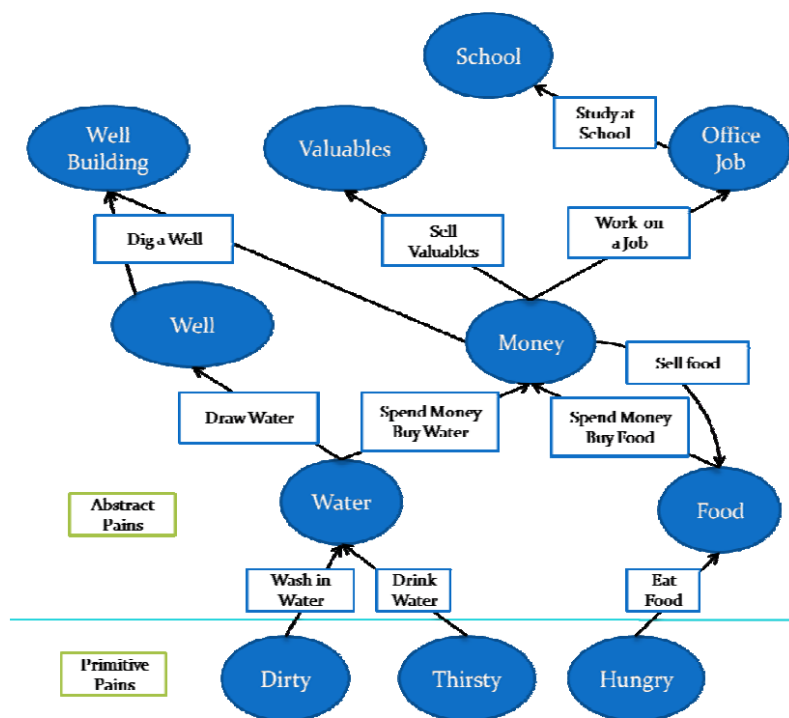 School
Study at
School
Well
Building
Valuables
Office
Job
Dig a Well
Sell
Valuables
Work on
a Job
Well
Money
Sell food
Draw Water
Spend Money
Buy Water
Spend Money
Buy Food
Abstract
Pains
Water
Food
Wash in
Water
Drink
Water
Eat
Food
Primitive
Pains
Dirty
Thirsty
Hungry